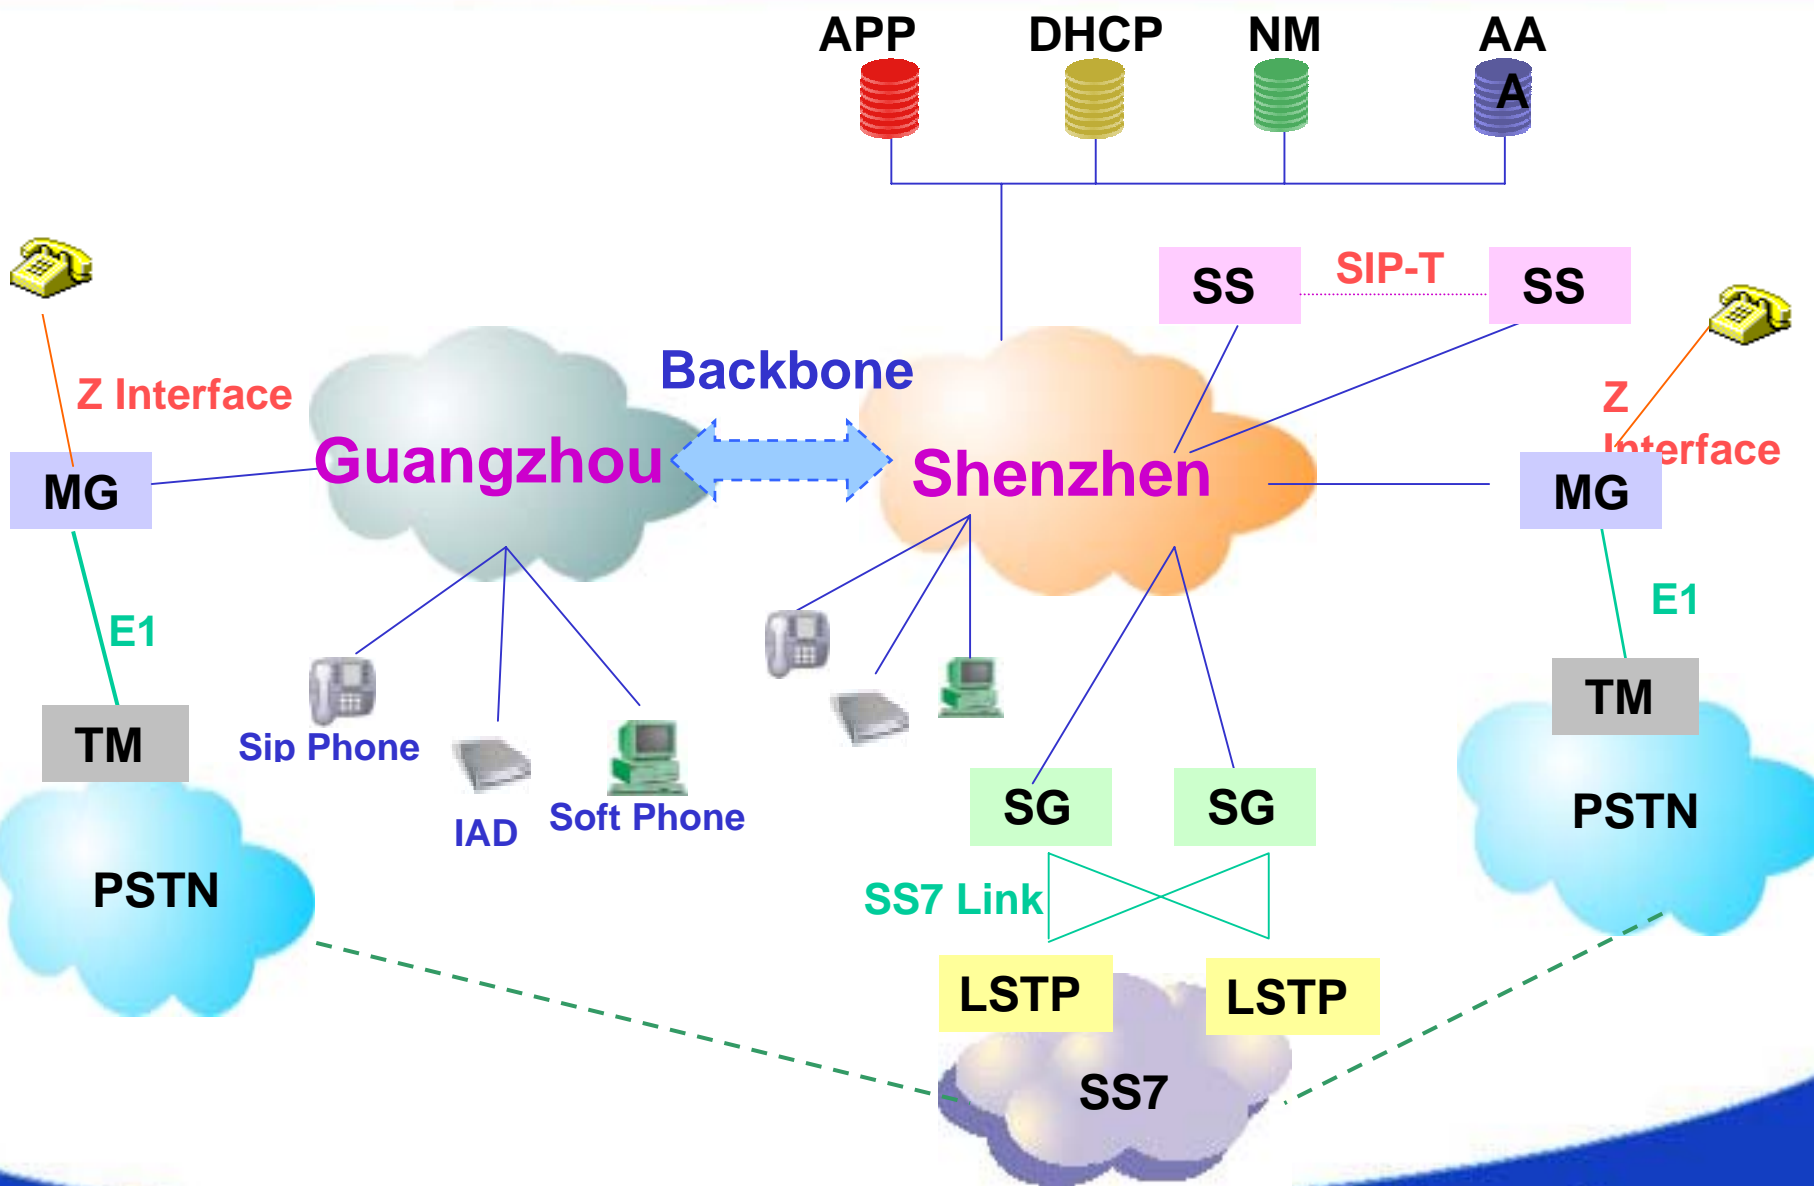 APP
DHCP
NM
AA
A
SS
SIP-T
SS
Z Interface
Backbone
Z
Interface
Guangzhou
Shenzhen
MG
MG
E1
E1
TM
TM
Sip Phone
IAD
Soft Phone
SG
SG
PSTN
PSTN
SS7 Link
LSTP
LSTP
SS7